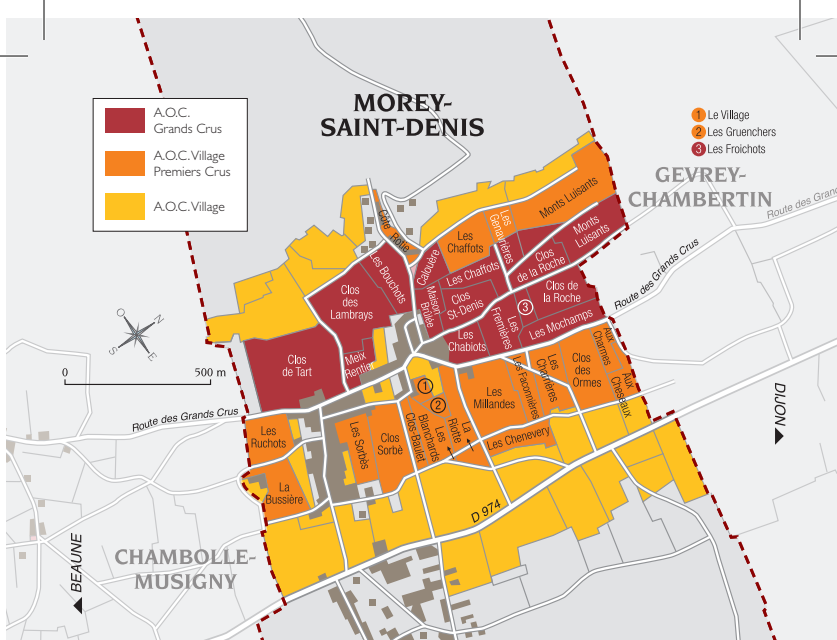 MOREY-
SAINT-DENIS
A.O.C.
Grands Crus
A.O.C. Village
Premiers Crus
A.O.C. Village
1 Le Village
2 Les Gruenchers
3 Les Froichots
GEVREY-
CHAMBERTIN
Route des Grands Crus
Monts Luisants
Les
Genavrières
Côte Rotie
Les
Chaffots
Monts
Luisants
Clos
de la Roche
Calouère
Les Chaffots
Les Bouchots
Clos
des
Lambrays
Maison
Brûlée
Clos
St-Denis
Clos de
la Roche
3
Les
Fremières
Les Mochamps
Route des Grands Crus
Les
Chabiots
O
N
S
E
0
500 m
Clos
de Tart
Meix
Rentier
Aux
Charmes
Clos
des
Ormes
Les
Charrières
Les Faconnières
Aux
Cheseaux
1
2
Les
Millandes
Route des Grands Crus
Les
Ruchots
Les Sorbès
Clos
Sorbè
Clos-Baulet
Blanchards
Les
Riotte
La
Les Chenevery
La
Bussière
D 974
DIJON
CHAMBOLLE-
MUSIGNY
BEAUNE